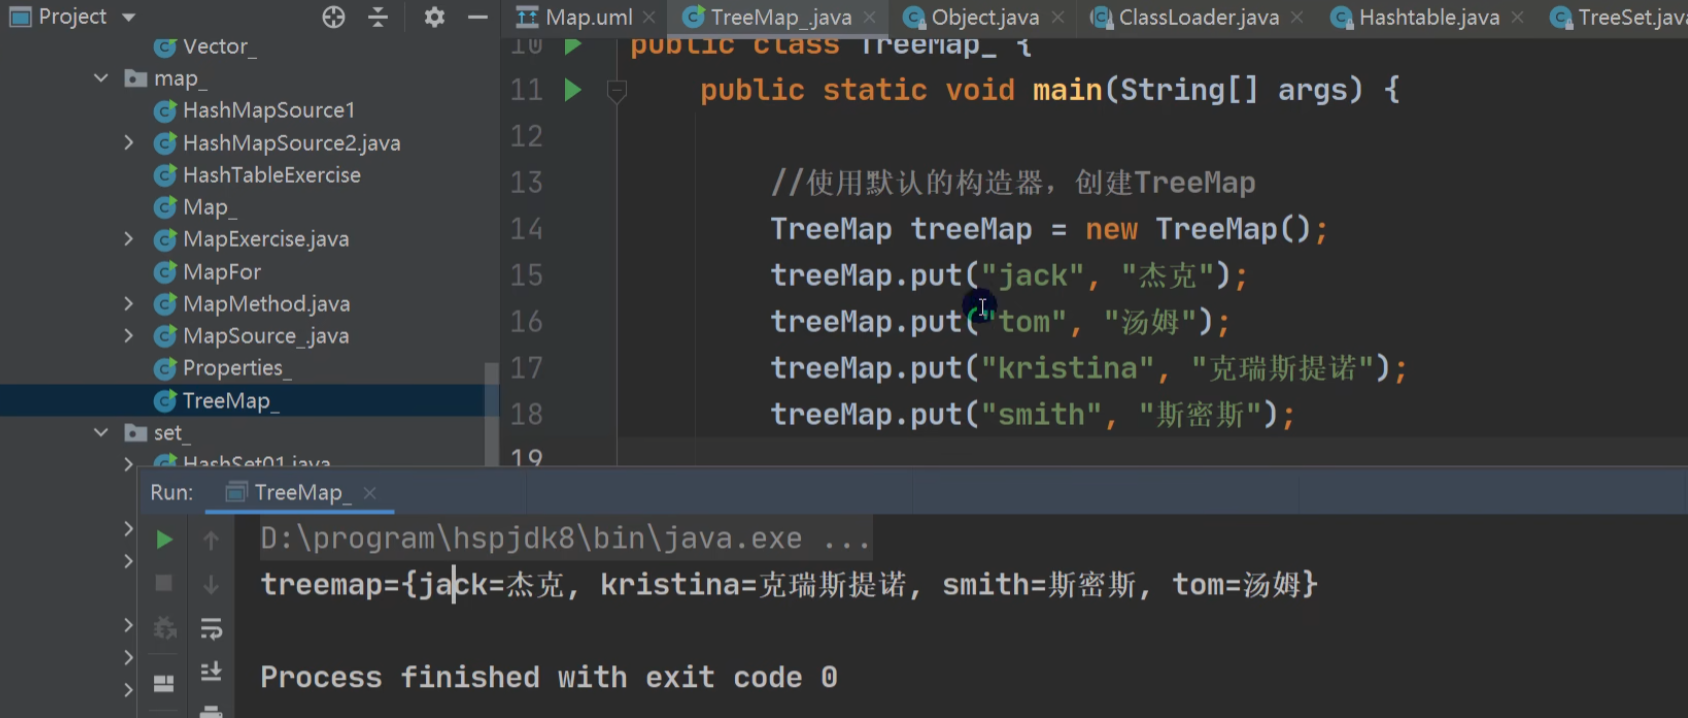 Project
Map.uml
TreeMap_.java
Object.java
ClassLoader.java
Hashtable.java
TreeSet.java
Vector_
map_
HashMapSource1
HashMapSource2.java
HashTableExercise
Map_
MapExercise.java
MapFor
MapMethod.java
MapSource_.java
Properties_
TreeMap_
set_
HashSet01.java
10 public class TreeMap_ {
11 public static void main(String[] args) {
12
13 //使用默认的构造器，创建TreeMap
14 TreeMap treeMap = new TreeMap();
15 treeMap.put("jack", "杰克");
16 treeMap.put("tom", "汤姆");
17 treeMap.put("kristina", "克瑞斯提诺");
18 treeMap.put("smith", "斯密斯");
19
Run: TreeMap_
D:\program\hspjdk8\bin\java.exe ...
treemap={jack=杰克, kristina=克瑞斯提诺, smith=斯密斯, tom=汤姆}
Process finished with exit code 0